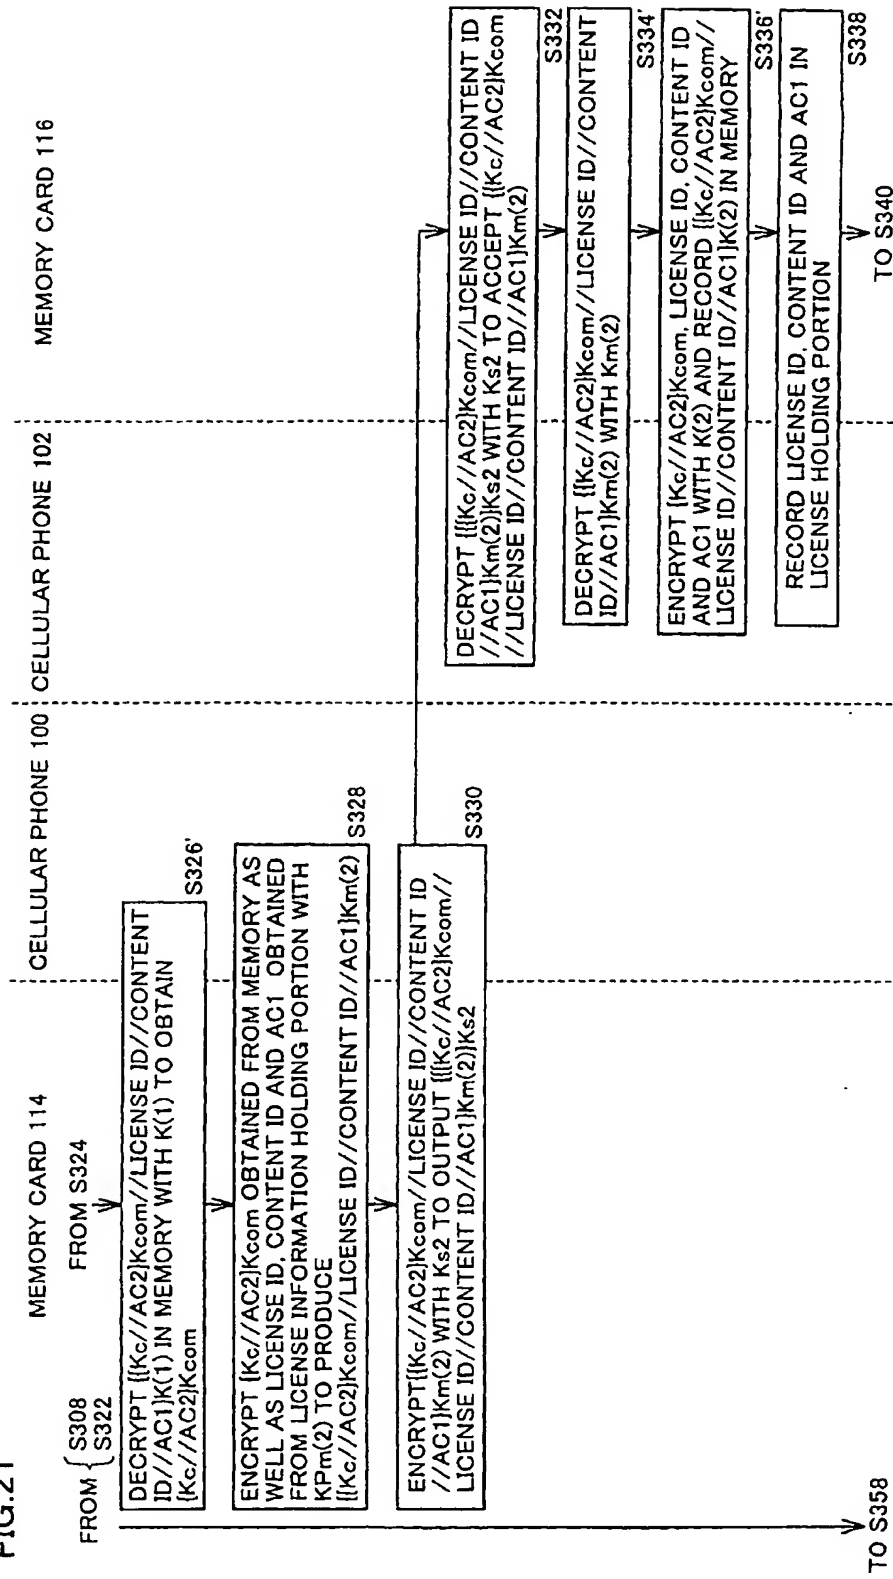 FIG.21
MEMORY CARD 114
CELLULAR PHONE 100
CELLULAR PHONE 102
MEMORY CARD 116
FROM { S308
S322
FROM S324
DECRYPT {{Kc//AC2}Kcom//LICENSE ID//CONTENT
ID//AC1}K(1) IN MEMORY WITH K(1) TO OBTAIN
{Kc//AC2}Kcom
S326'
ENCRYPT {Kc//AC2}Kcom OBTAINED FROM MEMORY AS
WELL AS LICENSE ID, CONTENT ID AND AC1 OBTAINED
FROM LICENSE INFORMATION HOLDING PORTION WITH
KPm(2) TO PRODUCE
{{Kc//AC2}Kcom//LICENSE ID//CONTENT ID//AC1}Km(2)
S328
ENCRYPT{{Kc//AC2}Kcom//LICENSE ID//CONTENT ID
//AC1}Km(2) WITH Ks2 TO OUTPUT {{{Kc//AC2}Kcom//
LICENSE ID//CONTENT ID//AC1}Km(2)}Ks2
S330
DECRYPT {{{Kc//AC2}Kcom//LICENSE ID//CONTENT ID
//AC1}Km(2)}Ks2 WITH Ks2 TO ACCEPT {{Kc//AC2}Kcom
//LICENSE ID//CONTENT ID//AC1}Km(2)
S332
DECRYPT {{Kc//AC2}Kcom//LICENSE ID//CONTENT
ID//AC1}Km(2) WITH Km(2)
S334'
ENCRYPT {Kc//AC2}Kcom, LICENSE ID, CONTENT ID
AND AC1 WITH K(2) AND RECORD {{Kc//AC2}Kcom//
LICENSE ID//CONTENT ID//AC1}K(2) IN MEMORY
S336'
RECORD LICENSE ID, CONTENT ID AND AC1 IN
LICENSE HOLDING PORTION
S338
TO S358
TO S340